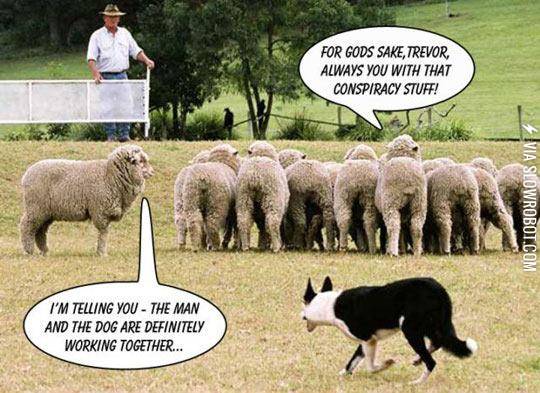 FOR GODS SAKE, TREVOR,
ALWAYS YOU WITH THAT
CONSPIRACY STUFF!
I'M TELLING YOU - THE MAN
AND THE DOG ARE DEFINITELY
WORKING TOGETHER...
VIA SLOWROBOT.COM